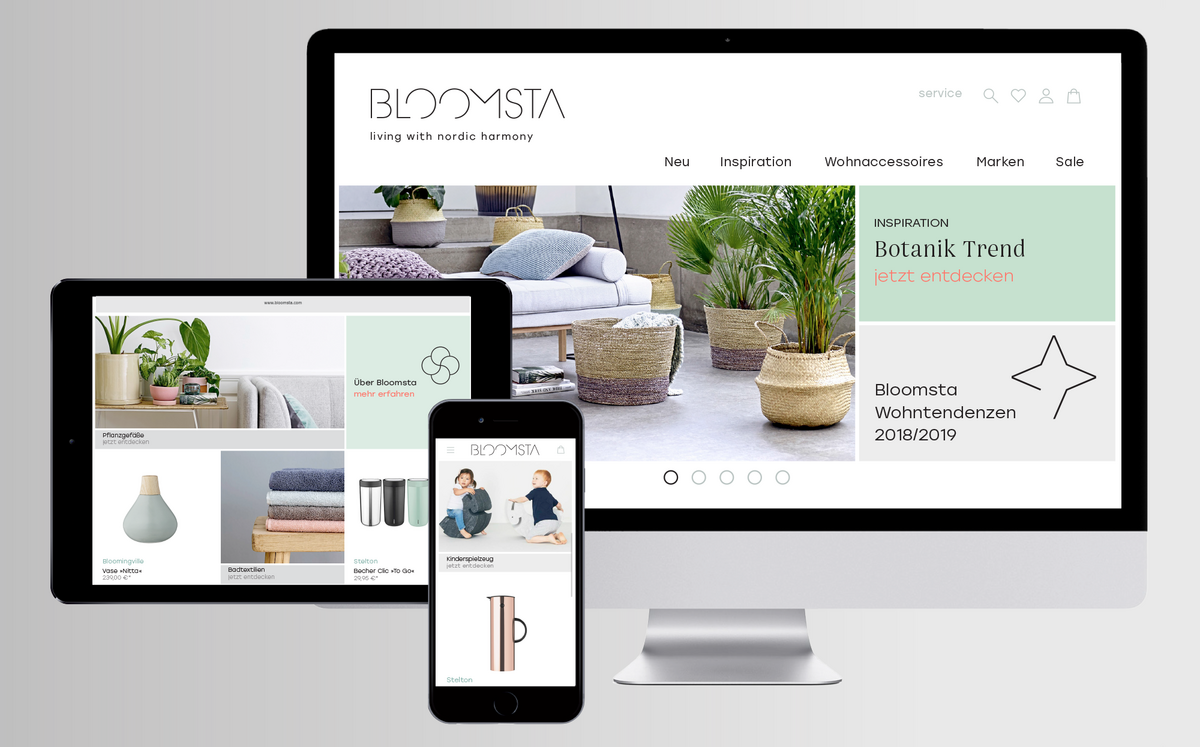 BLOOMSTA
living with nordic harmony
service
Neu Inspiration Wohnaccessoires Marken Sale
INSPIRATION
Botanik Trend
jetzt entdecken
Bloomsta
Wohntendenzen
2018/2019
www.bloomsta.com
Über Bloomsta
mehr erfahren
Pflanzgefäße
jetzt entdecken
Bloomingville
Vase »Nitta«
239,00 €*
Badtextilien
jetzt entdecken
Stelton
Becher Clic »To Go«
29,95 €*
BLOOMSTA
Kinderspielzeug
jetzt entdecken
Stelton